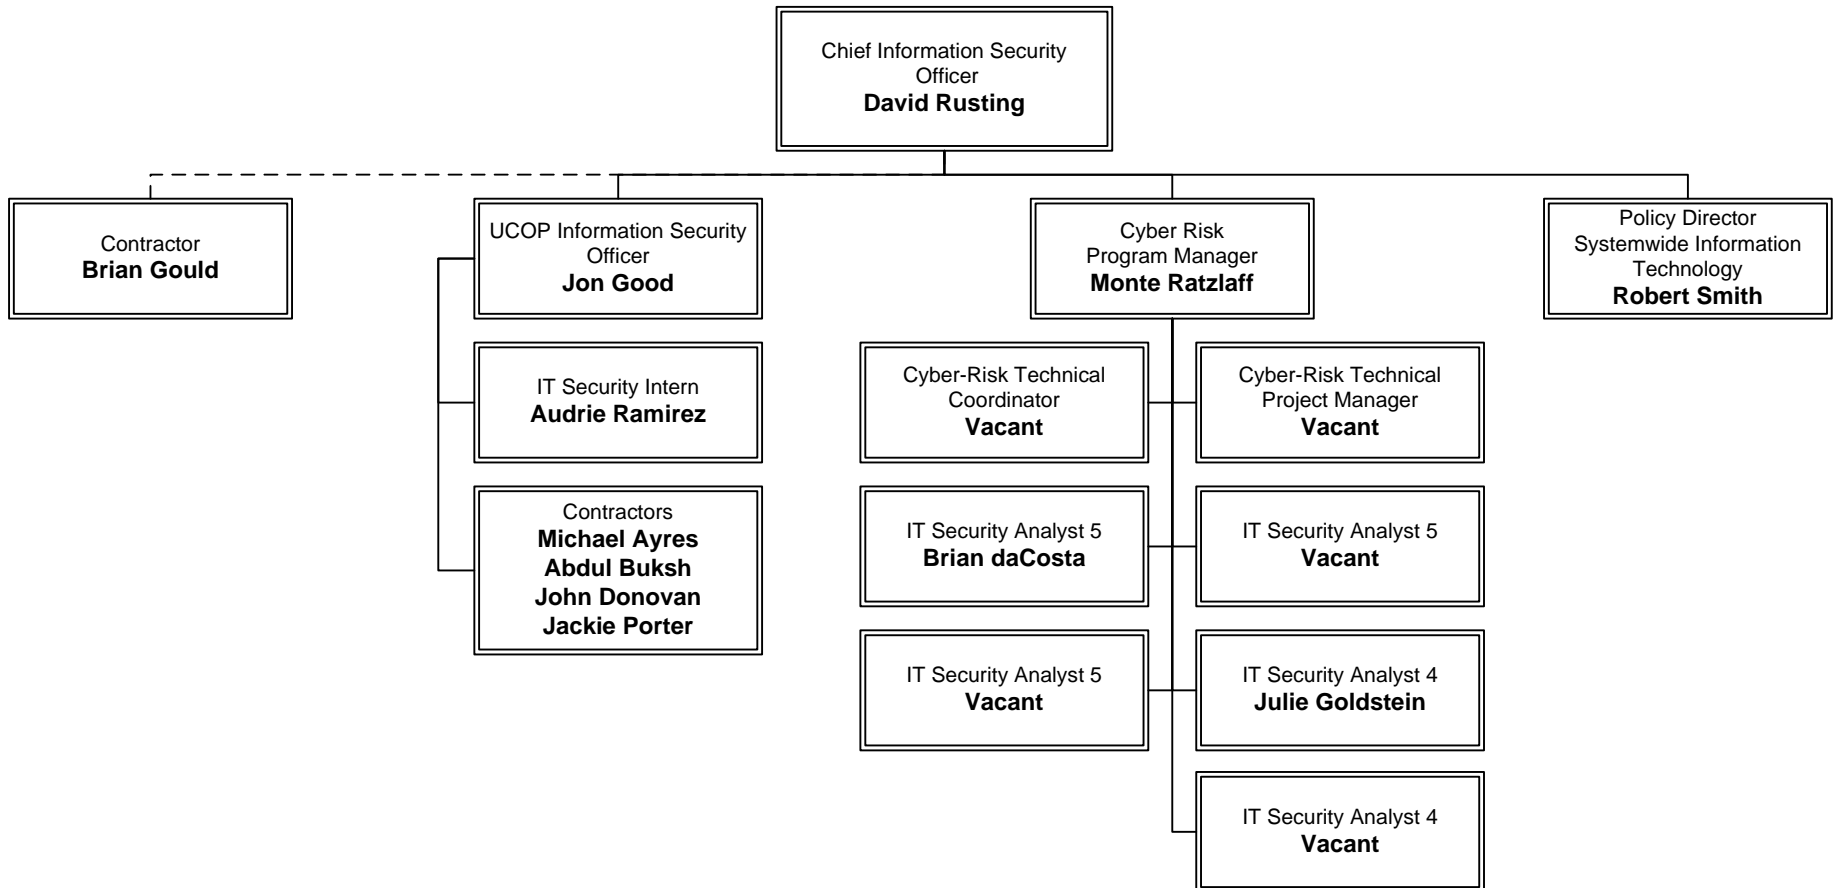 Chief Information Security
Officer
David Rusting
Contractor
Brian Gould
UCOP Information Security
Officer
Jon Good
Cyber Risk
Program Manager
Monte Ratzlaff
Policy Director
Systemwide Information
Technology
Robert Smith
IT Security Intern
Audrie Ramirez
Contractors
Michael Ayres
Abdul Buksh
John Donovan
Jackie Porter
Cyber-Risk Technical
Coordinator
Vacant
Cyber-Risk Technical
Project Manager
Vacant
IT Security Analyst 5
Brian daCosta
IT Security Analyst 5
Vacant
IT Security Analyst 5
Vacant
IT Security Analyst 4
Julie Goldstein
IT Security Analyst 4
Vacant